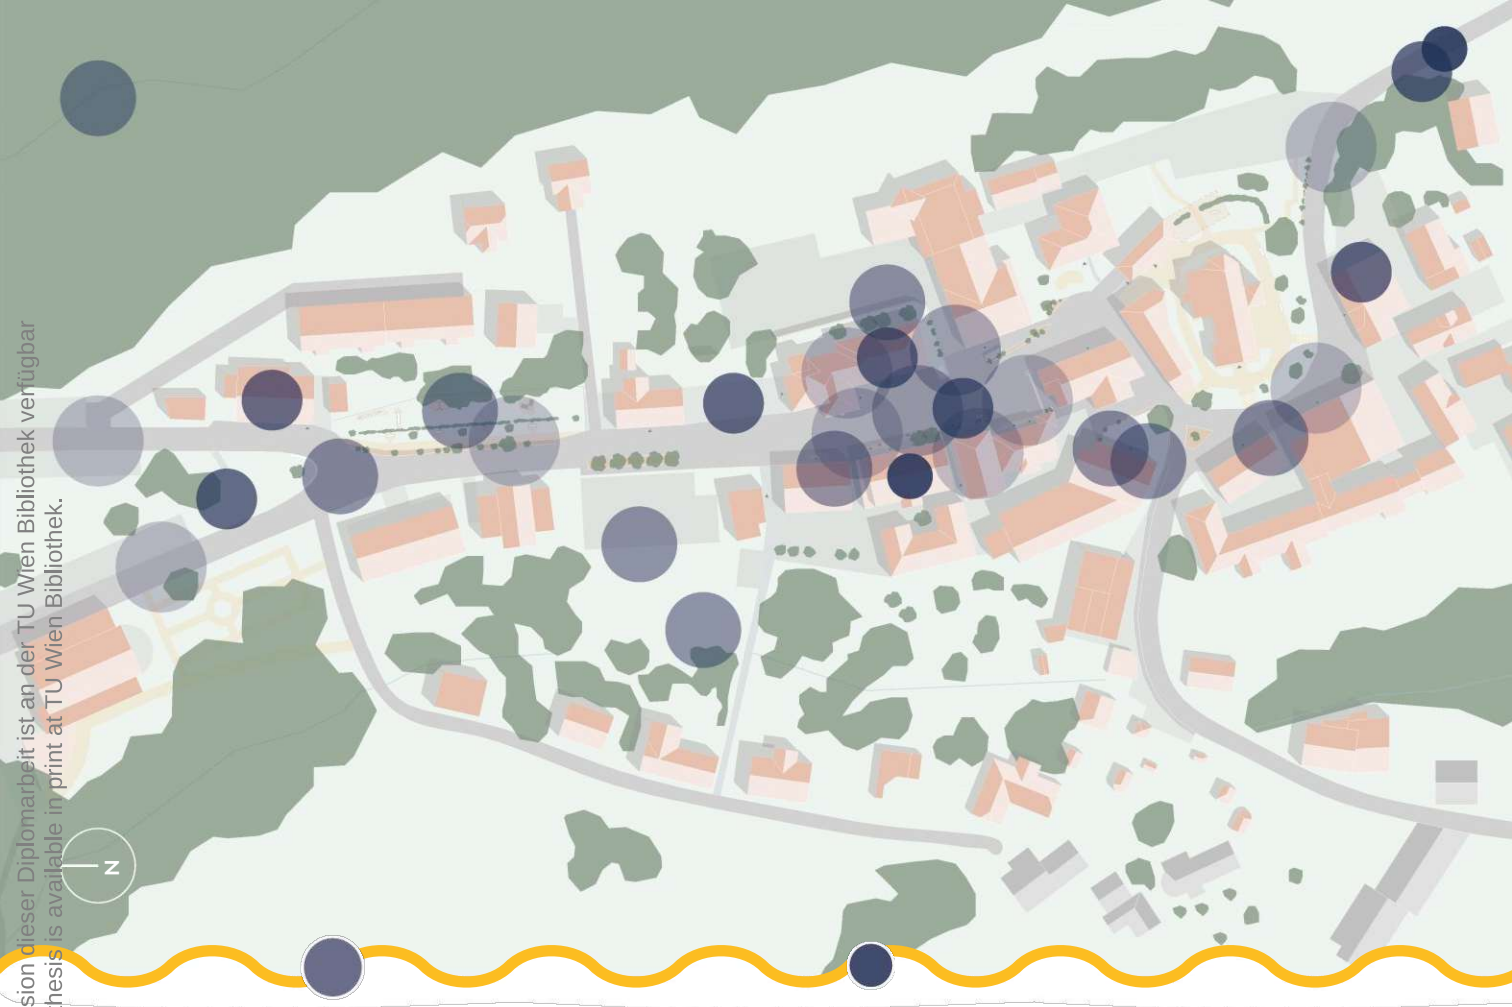 sion dieser Diplomarbeit ist an der TU Wien Bibliothek verfügbar
hesis is available in print at TU Wien Bibliothek.
N